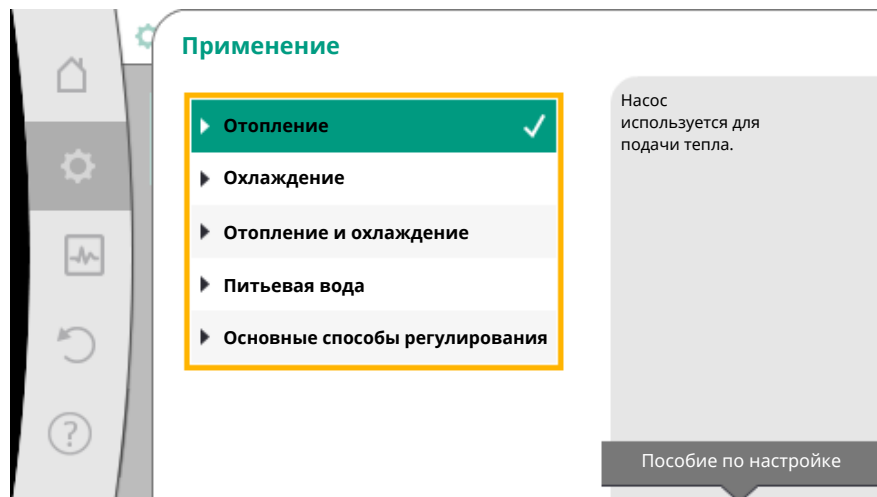 Применение
Отопление
Охлаждение
Отопление и охлаждение
Питьевая вода
Основные способы регулирования
Насос
используется для
подачи тепла.
Пособие по настройке
?